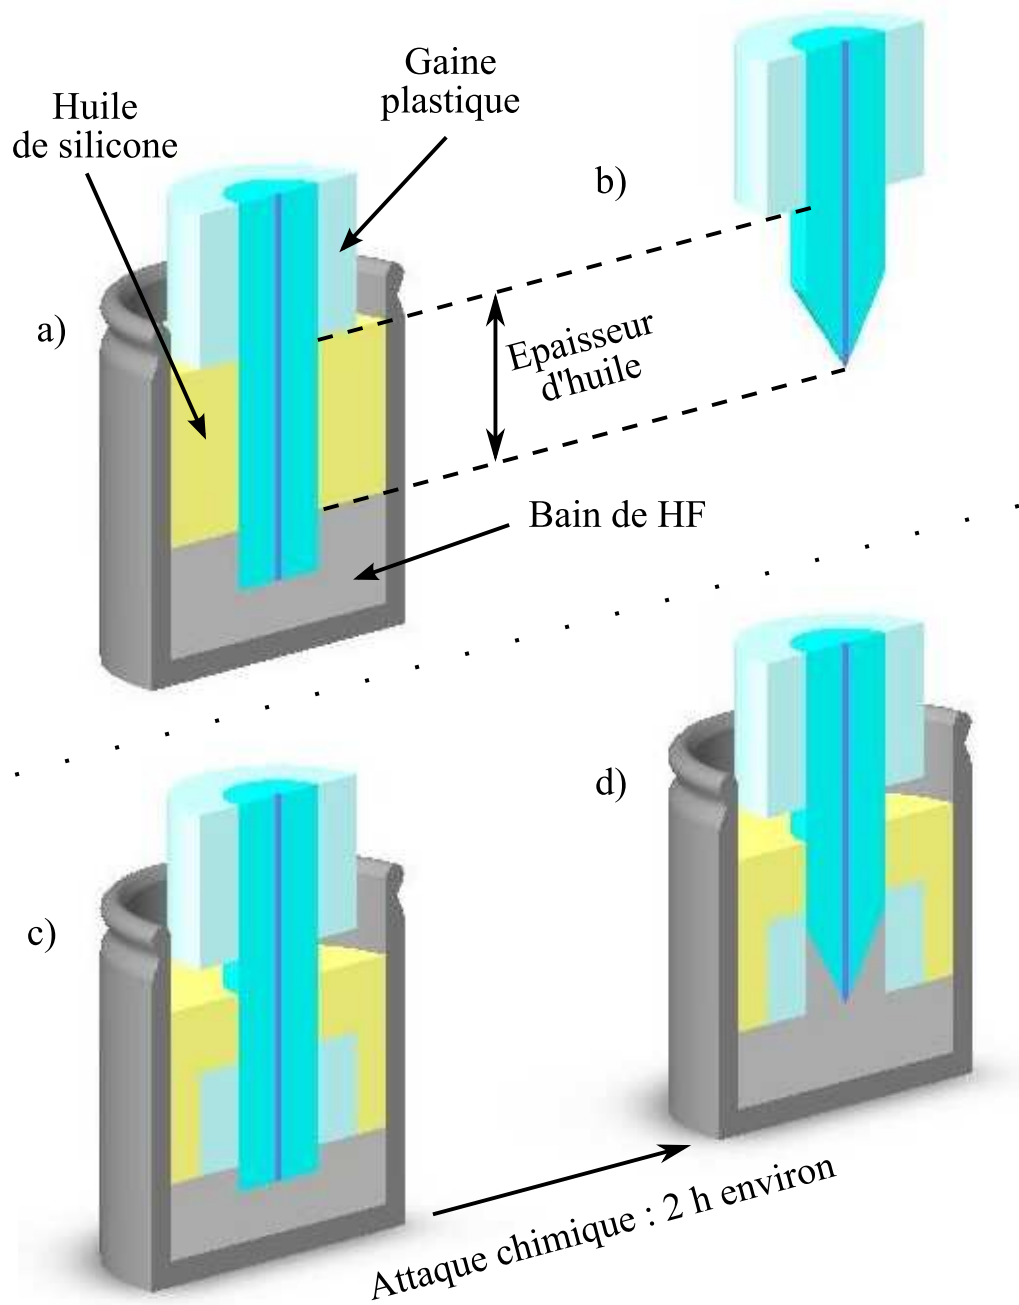 Gaine
plastique
Huile
de silicone
b)
a)
Epaisseur
d'huile
Bain de HF
d)
c)
Attaque chimique : 2 h environ